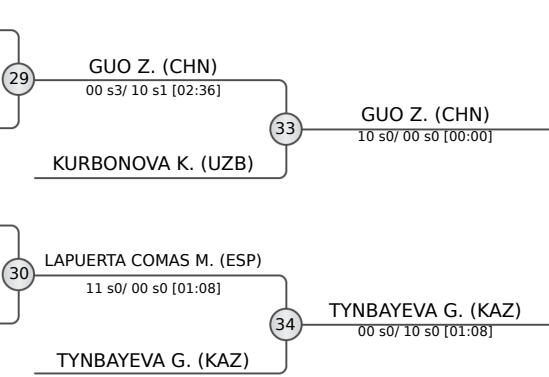 29
GUO Z. (CHN)
00 s3/ 10 s1 [02:36]
33
GUO Z. (CHN)
10 s0/ 00 s0 [00:00]
KURBONOVA K. (UZB)
30
LAPUERTA COMAS M. (ESP)
11 s0/ 00 s0 [01:08]
34
TYNBAYEVA G. (KAZ)
00 s0/ 10 s0 [01:08]
TYNBAYEVA G. (KAZ)